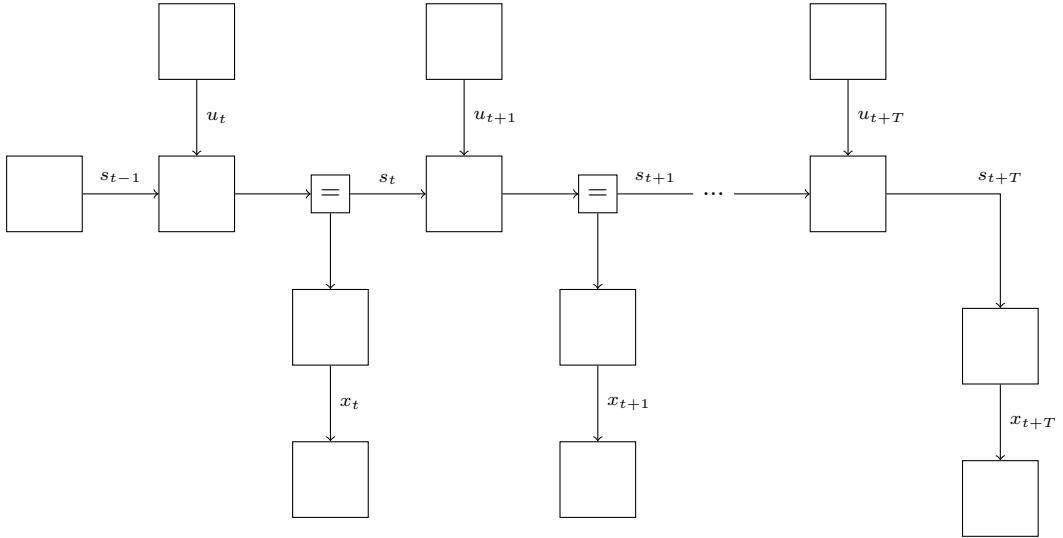 u_t
u_{t+1}
u_{t+T}
s_{t-1}
=
s_t
=
s_{t+1}
...
s_{t+T}
x_t
x_{t+1}
x_{t+T}